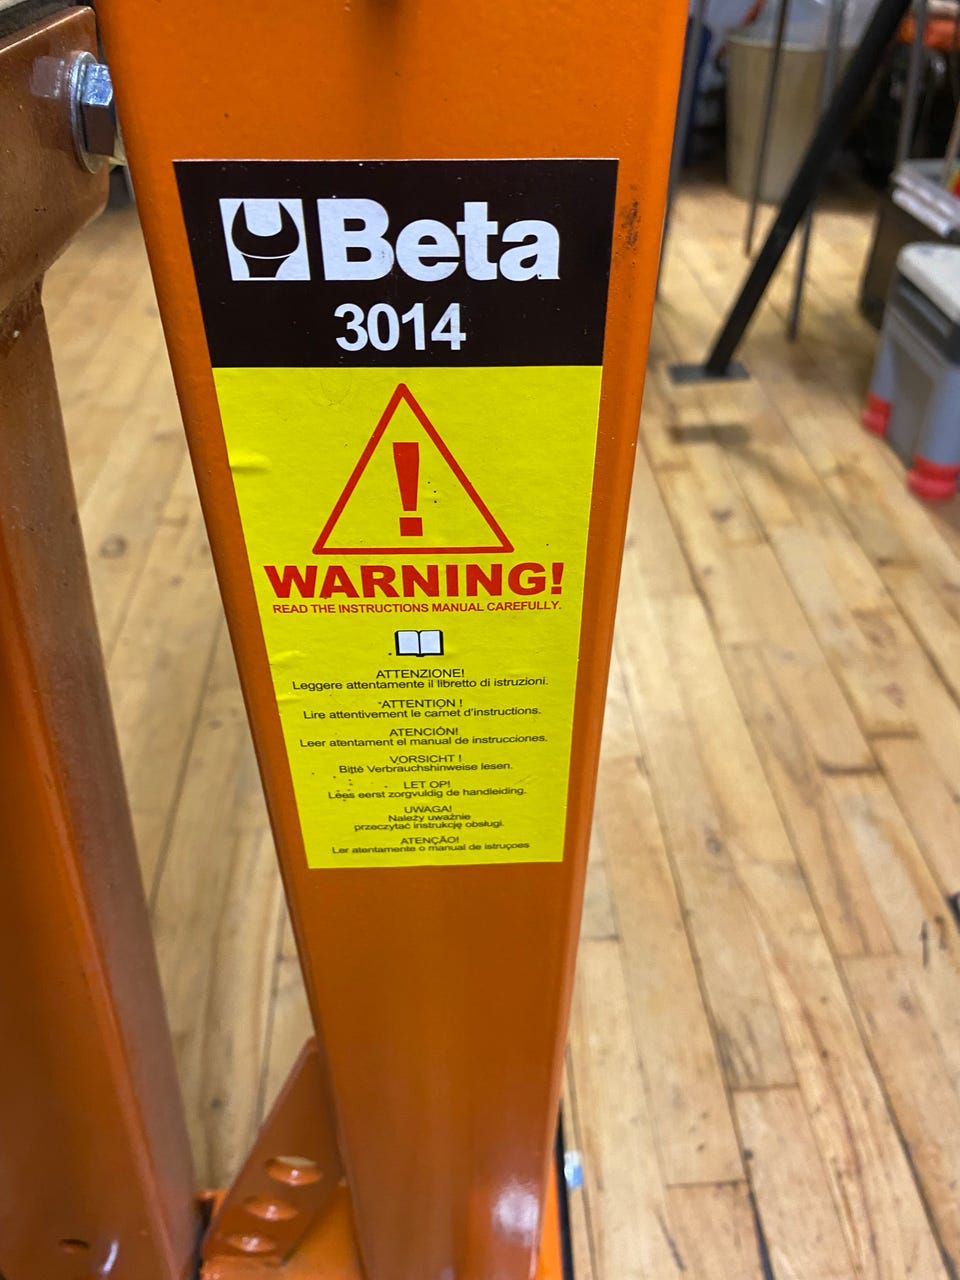 Beta
3014
!
WARNING!
READ THE INSTRUCTIONS MANUAL CAREFULLY.
ATTENZIONE!
Leggere attentamente il libretto di istruzioni.
ATTENTION !
Lire attentivement le carnet d'instructions.
ATENCIÓN!
Leer atentament el manual de instrucciones.
VORSICHT !
Bitte Verbrauchshinweise lesen.
LET OP!
Lees eerst zorgvuldig de handleiding.
UWAGA!
Należy uważnie
przeczytać instrukcję obsługi.
ATENÇÃO!
Ler atentamente o manual de istruçoes